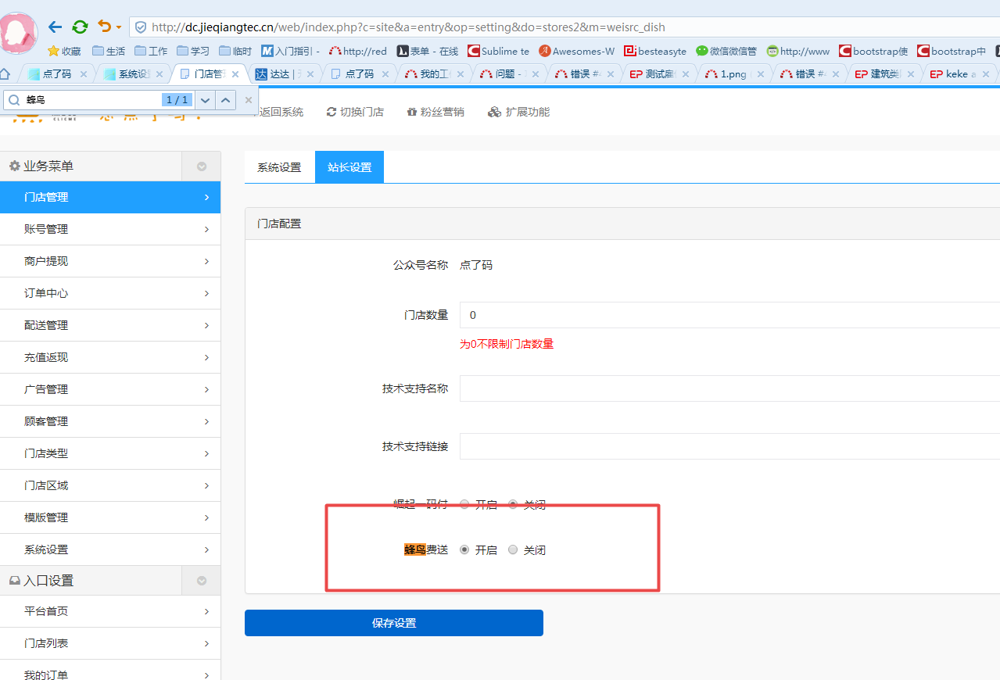 http://dc.jieqiangtec.cn/web/index.php?c=site&a=entry&op=setting&do=stores2&m=weisrc_dish
收藏 生活 工作 学习 临时 入门指引 - http://red 表单 - 在线 Sublime te Awesomes-W besteasyte 微信微信管 http://www bootstrap使 bootstrap中
点了码 系统设 门店管 达达 | 点了码 我的工 问题 - 错误 #4 测试雇 1.png 错误 #4 建筑类 keke a
蜂鸟 1 / 1
返回系统 切换门店 粉丝营销 扩展功能
业务菜单
系统设置 站长设置
门店管理
账号管理
商户提现
订单中心
配送管理
充值返现
广告管理
顾客管理
门店类型
门店区域
模版管理
系统设置
入口设置
平台首页
门店列表
我的订单
门店配置
公众号名称 点了码
门店数量 0
为0不限制门店数量
技术支持名称
技术支持链接
崛起一码付 开启 关闭
蜂鸟费送 开启 关闭
保存设置